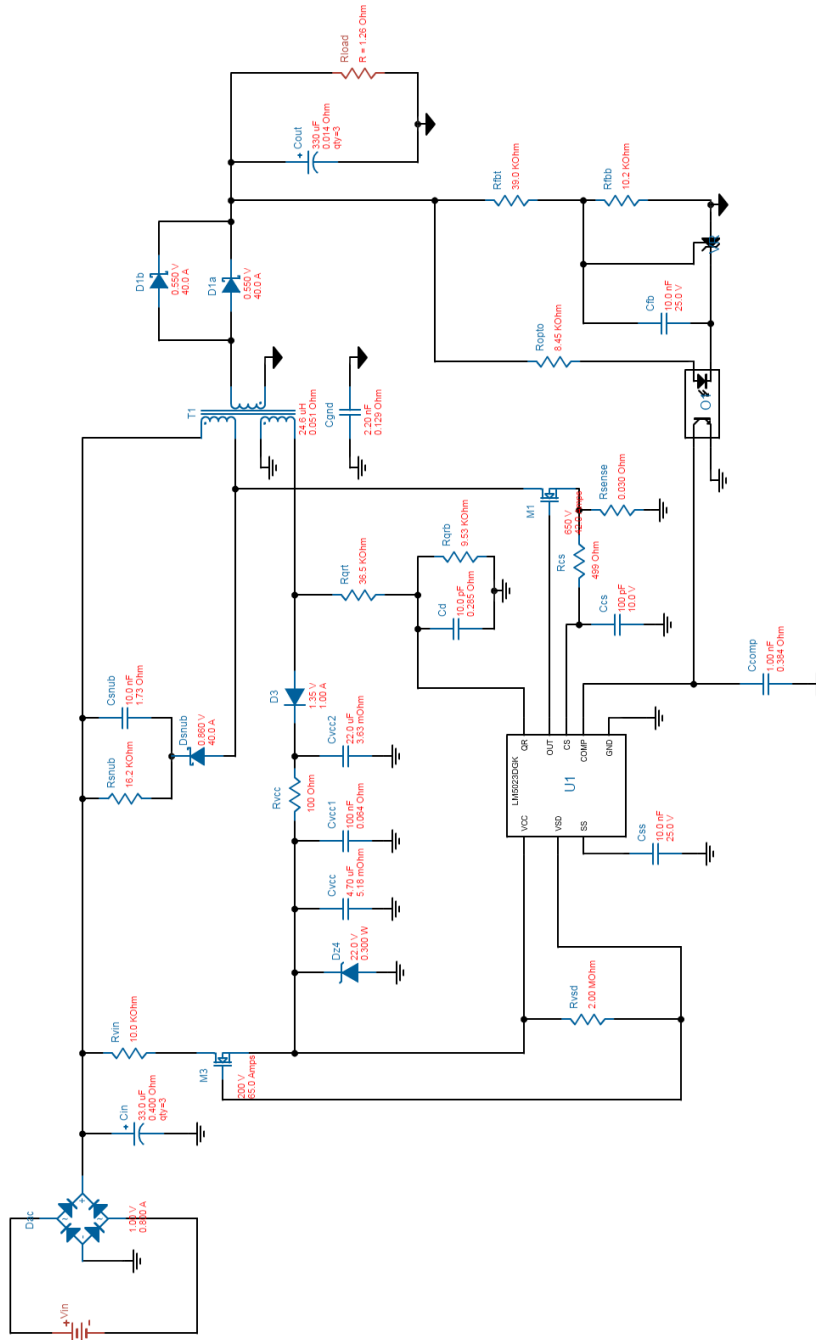 Vin
+
-
Dac
~
+
-
~
1.00 V
0.800 A
+
Cin
33.0 uF
0.400 Ohm
qty=3
Rvin
10.0 KOhm
M3
200 V
65.0 Amps
Rsnub
16.2 KOhm
Csnub
10.0 nF
1.73 Ohm
Dsnub
0.860 V
40.0 A
T1
24.6 uH
0.051 Ohm
D1b
0.550 V
40.0 A
D1a
0.550 V
40.0 A
+
Cout
330 uF
0.014 Ohm
qty=3
Rload
R = 1.26 Ohm
Cgnd
2.20 nF
0.129 Ohm
Dz4
22.0 V
0.300 W
Cvcc
4.70 uF
5.18 mOhm
Cvcc1
100 nF
0.064 Ohm
Rvcc
100 Ohm
Cvcc2
22.0 uF
3.63 mOhm
D3
1.35 V
1.00 A
Rqrt
36.5 KOhm
Cd
10.0 pF
0.285 Ohm
Rqrb
9.53 KOhm
M1
650 V
Amps
Rcs
499 Ohm
Rsense
0.030 Ohm
Ccs
100 pF
10.0 V
Rvsd
2.00 MOhm
LM5023DGK
U1
VCC
VSD
SS
QR
OUT
CS
COMP
GND
Css
10.0 nF
25.0 V
Ccomp
1.00 nF
0.384 Ohm
Ropto
8.45 KOhm
Rfbt
39.0 KOhm
Rfbb
10.2 KOhm
Cfb
10.0 nF
25.0 V